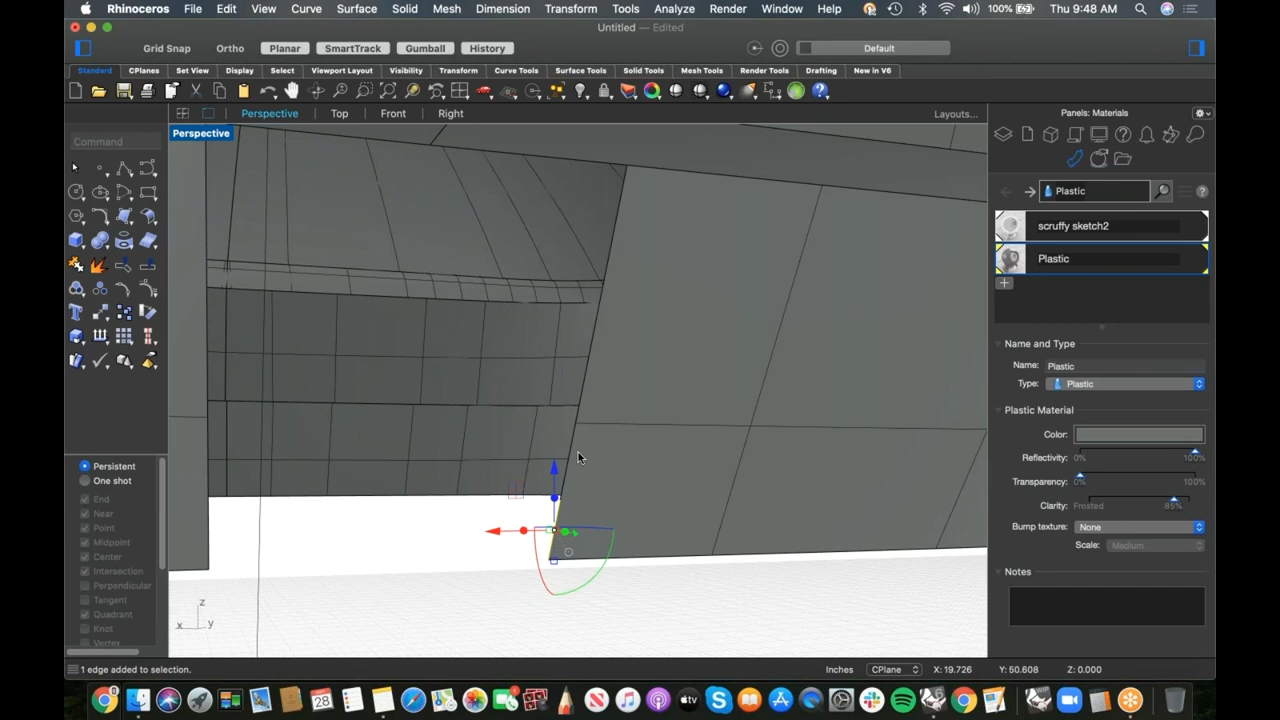 Rhinoceros File Edit View Curve Surface Solid Mesh Dimension Transform Tools Analyze Render Window Help 100% Thu 9:48 AM
Untitled — Edited
Grid Snap Ortho Planar SmartTrack Gumball History Default
Standard CPlanes Set View Display Select Viewport Layout Visibility Transform Curve Tools Surface Tools Solid Tools Mesh Tools Render Tools Drafting New in V6
Perspective Top Front Right Layouts...
Panels: Materials
Perspective
Command
Plastic
scruffy sketch2
Plastic
Name and Type
Name: Plastic
Type: Plastic
Plastic Material
Color:
Reflectivity: 0% 100%
Transparency: 0% 100%
Clarity: Frosted 85%
Bump texture: None
Scale: Medium
Notes
Persistent
One shot
End
Near
Point
Midpoint
Center
Intersection
Perpendicular
Tangent
Quadrant
Knot
Vertex
z
x y
1 edge added to selection.
Inches CPlane X: 19.726 Y: 50.608 Z: 0.000
28
tv